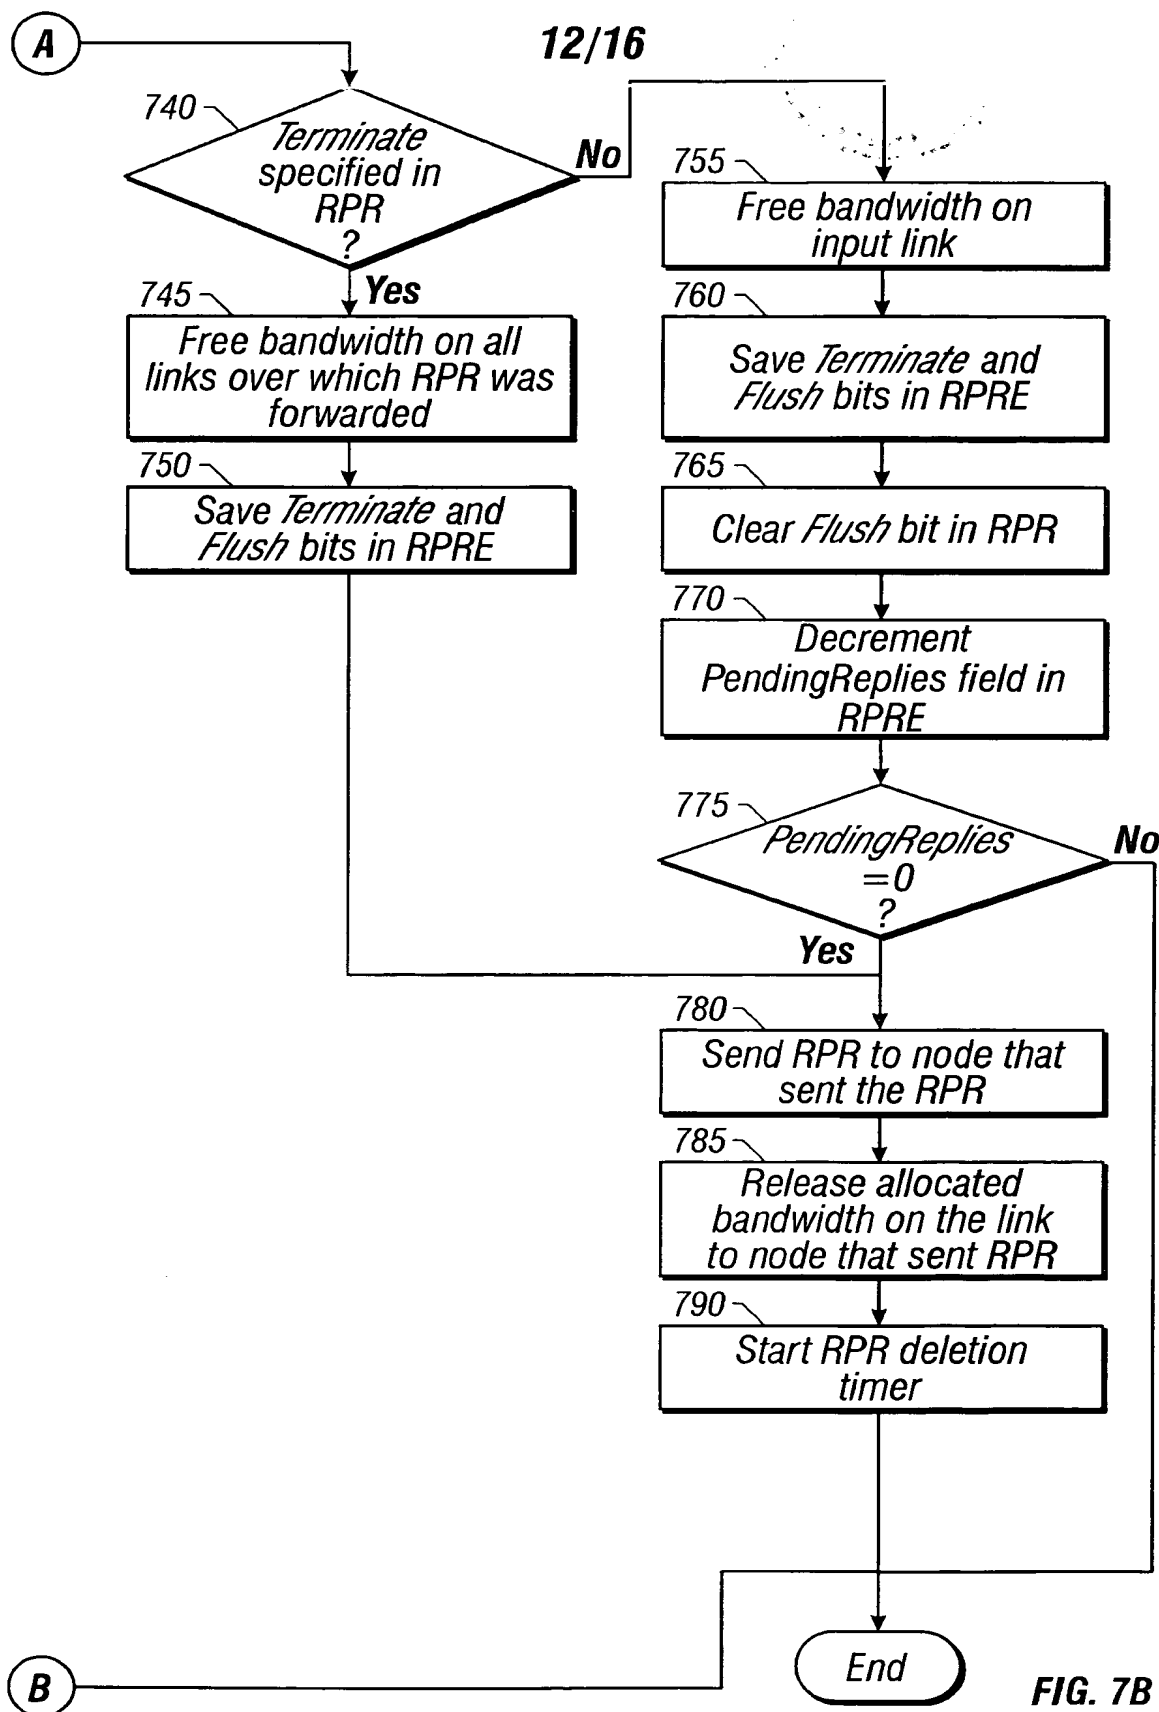 A
12/16
740
Terminate
specified in
RPR
?
No
Yes
745
Free bandwidth on all
links over which RPR was
forwarded
750
Save Terminate and
Flush bits in RPRE
755
Free bandwidth on
input link
760
Save Terminate and
Flush bits in RPRE
765
Clear Flush bit in RPR
770
Decrement
PendingReplies field in
RPRE
775
PendingReplies
=0
?
No
Yes
780
Send RPR to node that
sent the RPR
785
Release allocated
bandwidth on the link
to node that sent RPR
790
Start RPR deletion
timer
End
B
FIG. 7B